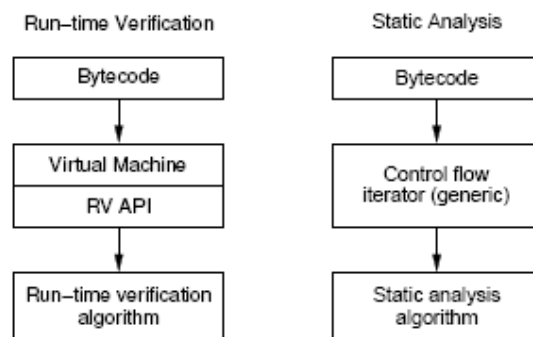 Run-time Verification
Bytecode
Virtual Machine
RV API
Run-time verification
algorithm
Static Analysis
Bytecode
Control flow
iterator (generic)
Static analysis
algorithm